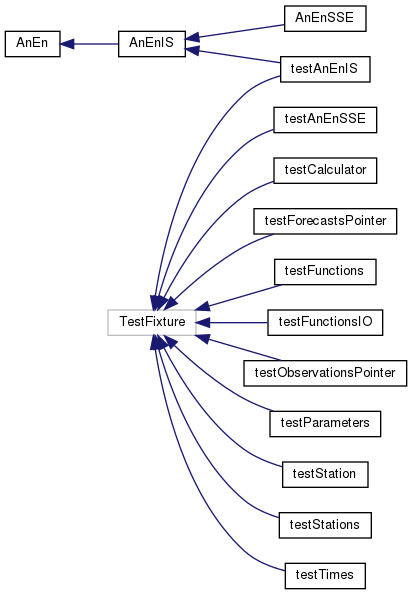 AnEnSSE
AnEn
AnEnIS
testAnEnIS
testAnEnSSE
testCalculator
testForecastsPointer
testFunctions
TestFixture
testFunctionsIO
testObservationsPointer
testParameters
testStation
testStations
testTimes